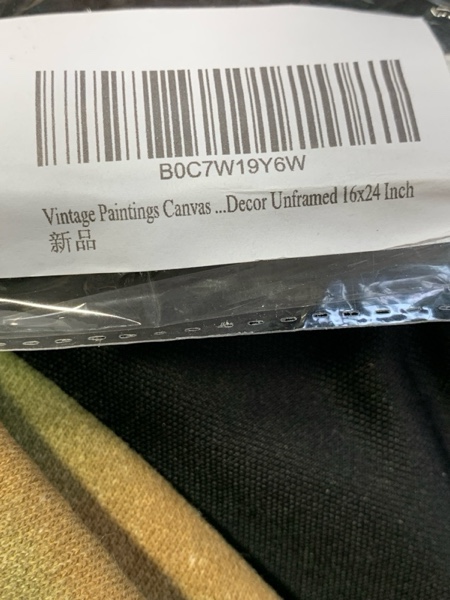 B0C7W19Y6W
Vintage Paintings Canvas ...Decor Unframed 16x24 Inch
新品